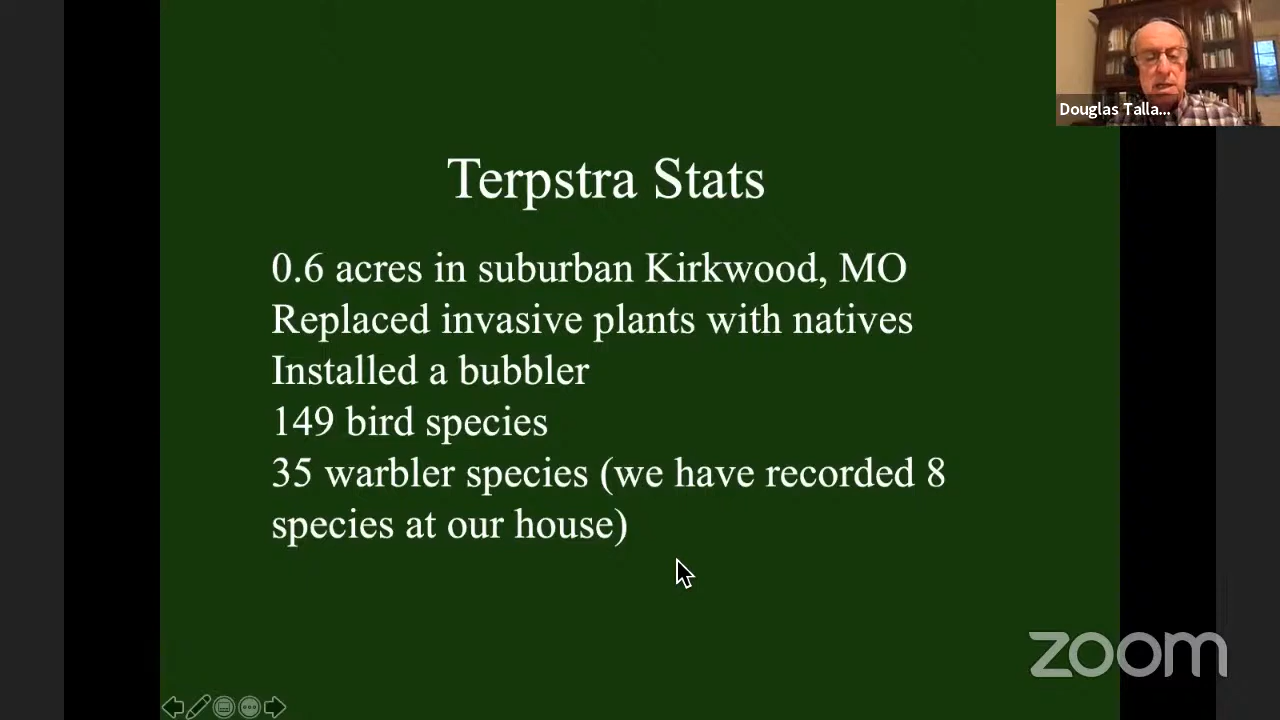 Douglas Talla...
Terpstra Stats
0.6 acres in suburban Kirkwood, MO
Replaced invasive plants with natives
Installed a bubbler
149 bird species
35 warbler species (we have recorded 8
species at our house)
zoom